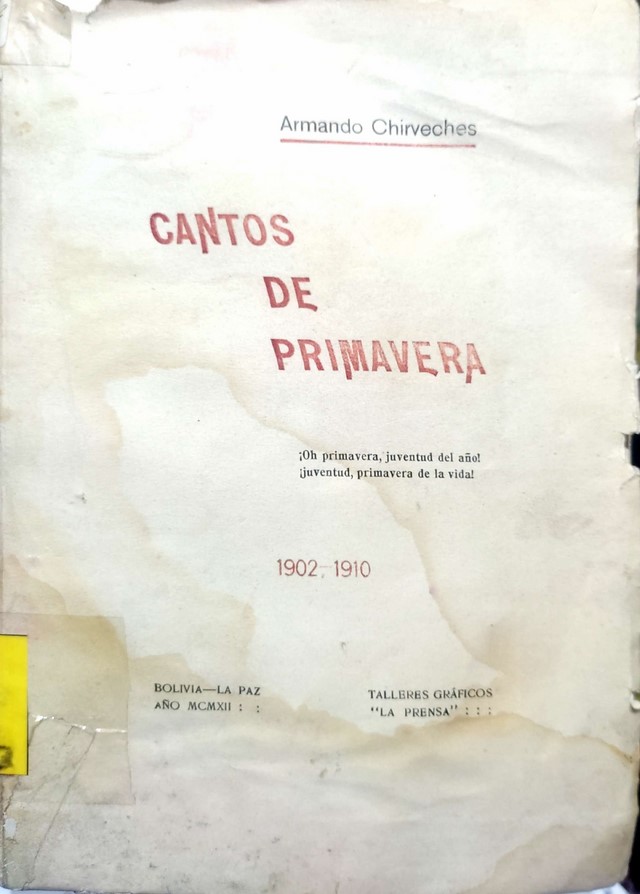 Armando Chirveches
CANTOS
DE
PRIMAVERA
¡Oh primavera, juventud del año!
¡juventud, primavera de la vida!
1902-1910
BOLIVIA—LA PAZ
AÑO MCMXII : :
TALLERES GRÁFICOS
"LA PRENSA" : : :